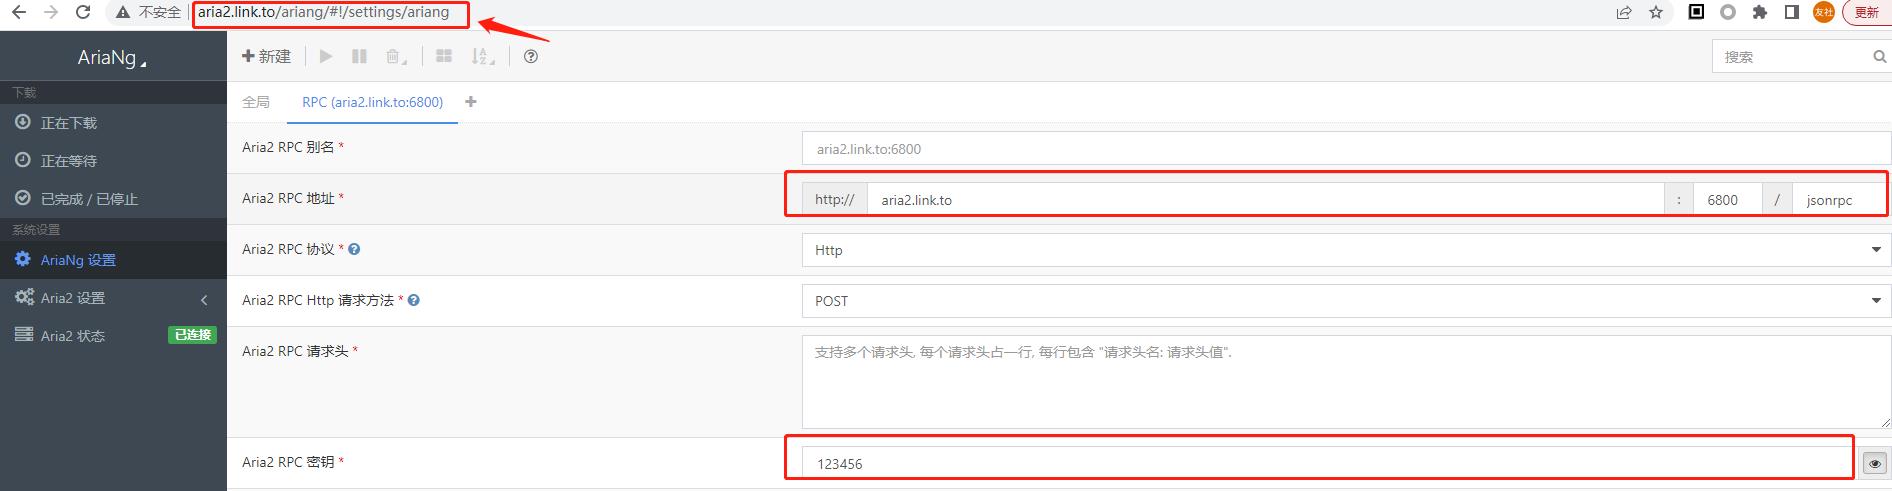 不安全 aria2.link.to/ariang/#!/settings/ariang 友社 更新
AriaNg
新建
搜索
下载
全局 RPC (aria2.link.to:6800)
正在下载
正在等待
已完成 / 已停止
系统设置
AriaNg 设置
Aria2 设置
Aria2 状态 已连接
Aria2 RPC 别名 * aria2.link.to:6800
Aria2 RPC 地址 * http:// aria2.link.to : 6800 / jsonrpc
Aria2 RPC 协议 * Http
Aria2 RPC Http 请求方法 * POST
Aria2 RPC 请求头 * 支持多个请求头, 每个请求头占一行, 每行包含 "请求头名: 请求头值".
Aria2 RPC 密钥 * 123456